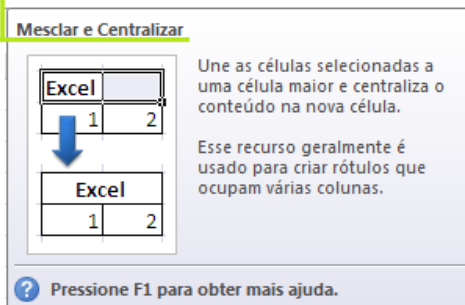 Mesclar e Centralizar
Excel
1 2
Excel
1 2
Une as células selecionadas a
uma célula maior e centraliza o
conteúdo na nova célula.
Esse recurso geralmente é
usado para criar rótulos que
ocupam várias colunas.
? Pressione F1 para obter mais ajuda.